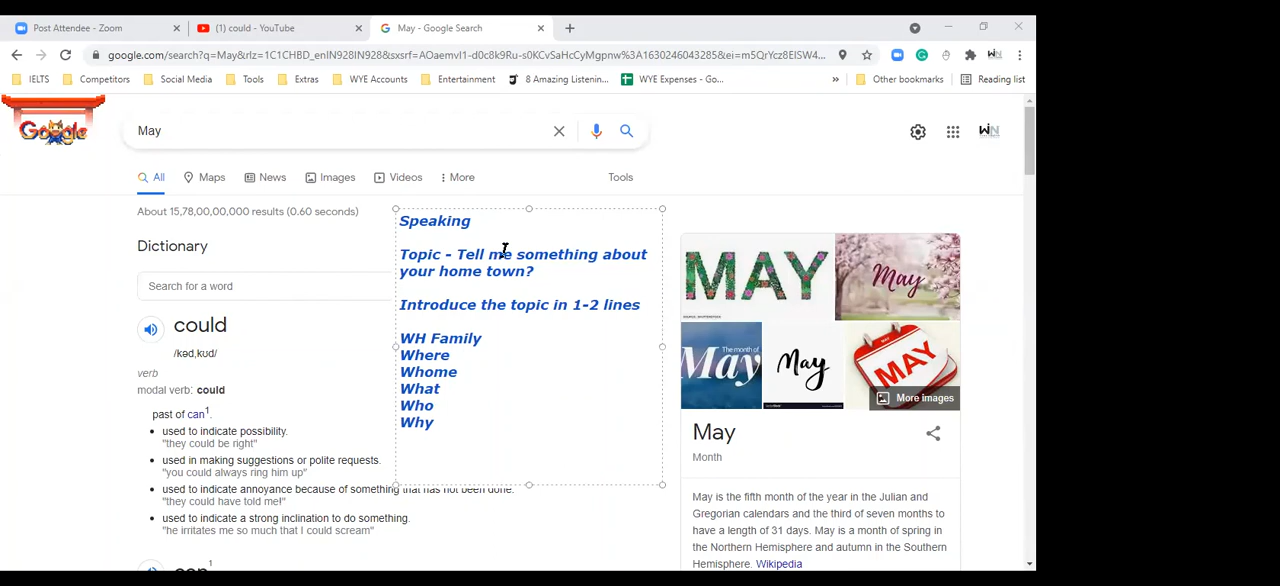 Post Attendee - Zoom
(1) could - YouTube
May - Google Search
google.com/search?q=May&rlz=1C1CHBD_enIN928IN928&sxsrf=AOaemvI1-d0c8k9Ru-s0KCvSaHcCyMgpnw%3A1630246043285&ei=m5QrYcz8EISW4...
IELTS Competitors Social Media Tools Extras WYE Accounts Entertainment 8 Amazing Listenin... WYE Expenses - Go... » Other bookmarks Reading list
Google
May
WIN
All Maps News Images Videos More Tools
About 15,78,00,00,000 results (0.60 seconds)
Dictionary
Search for a word
could
/kəd,kʊd/
verb
modal verb: could
past of can1.
• used to indicate possibility.
"they could be right"
• used in making suggestions or polite requests.
"you could always ring him up"
• used to indicate annoyance because of something that has not been done.
"they could have told me!"
• used to indicate a strong inclination to do something.
"he irritates me so much that I could scream"
Speaking
Topic - Tell me something about
your home town?
Introduce the topic in 1-2 lines
WH Family
Where
Whome
What
Who
Why
MAY
May
The month of
May
May
MAY
More images
May
Month
May is the fifth month of the year in the Julian and
Gregorian calendars and the third of seven months to
have a length of 31 days. May is a month of spring in
the Northern Hemisphere and autumn in the Southern
Hemisphere. Wikipedia